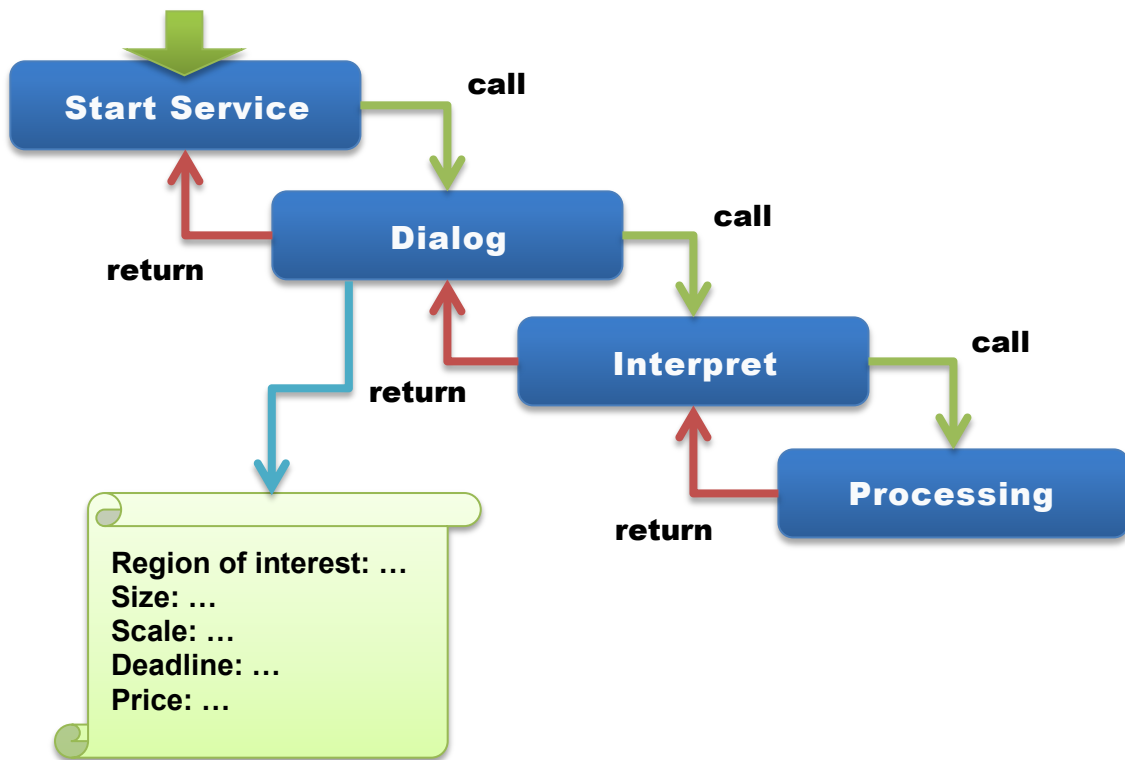 call
Start Service
call
Dialog
return
call
Interpret
return
Processing
return
Region of interest: …
Size: …
Scale: …
Deadline: …
Price: …